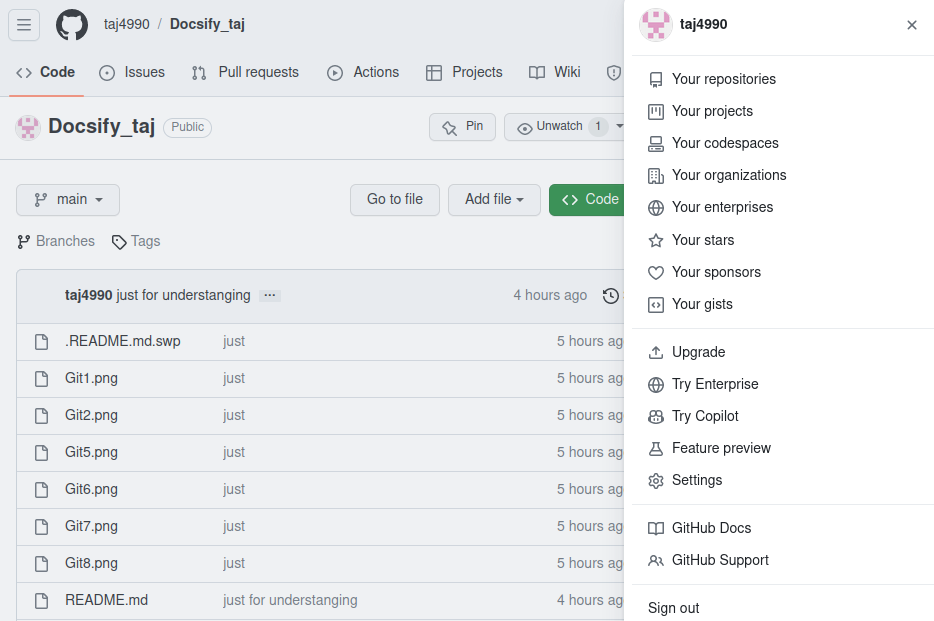 taj4990 / Docsify_taj
Code Issues Pull requests Actions Projects Wiki
Docsify_taj Public
Pin Unwatch 1
main Go to file Add file Code
Branches Tags
taj4990 just for understanging ... 4 hours ago
.README.md.swp just 5 hours ag
Git1.png just 5 hours ag
Git2.png just 5 hours ag
Git5.png just 5 hours ag
Git6.png just 5 hours ag
Git7.png just 5 hours ag
Git8.png just 5 hours ag
README.md just for understanging 4 hours ag
taj4990
Your repositories
Your projects
Your codespaces
Your organizations
Your enterprises
Your stars
Your sponsors
Your gists
Upgrade
Try Enterprise
Try Copilot
Feature preview
Settings
GitHub Docs
GitHub Support
Sign out